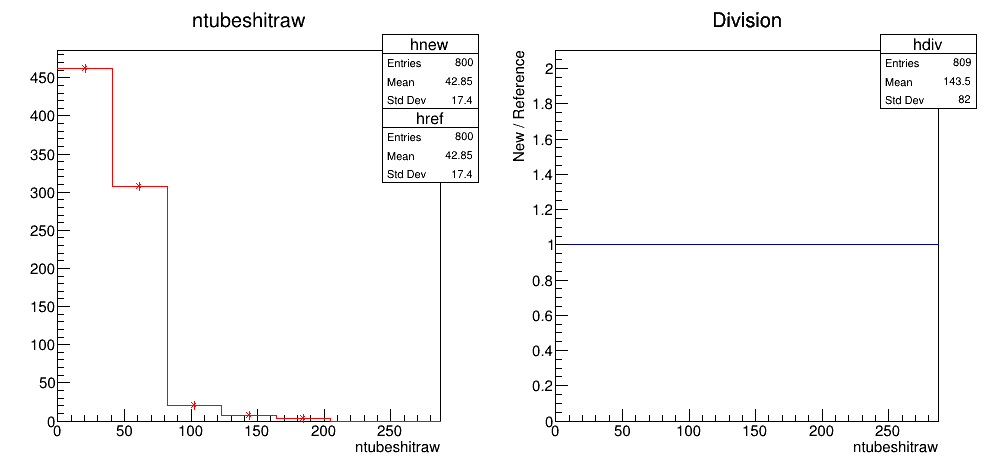 ntubeshitraw
hnew
Entries 800
Mean 42.85
Std Dev 17.4
href
Entries 800
Mean 42.85
Std Dev 17.4
450
400
350
300
250
200
150
100
50
0
0 50 100 150 200 250
ntubeshitraw
Division
hdiv
Entries 809
Mean 143.5
Std Dev 82
New / Reference
2
1.8
1.6
1.4
1.2
1
0.8
0.6
0.4
0.2
0
0 50 100 150 200 250
ntubeshitraw